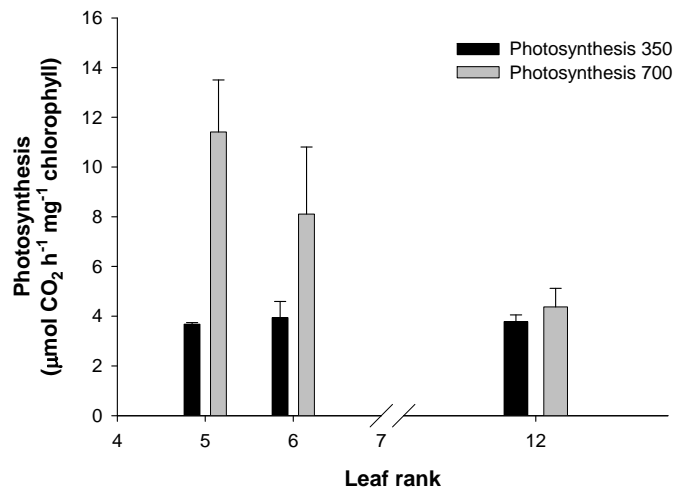 16
14
12
10
8
6
4
2
0
Photosynthesis
(μmol CO₂ h⁻¹ mg⁻¹ chlorophyll)
Photosynthesis 350
Photosynthesis 700
4 5 6 7 12
Leaf rank